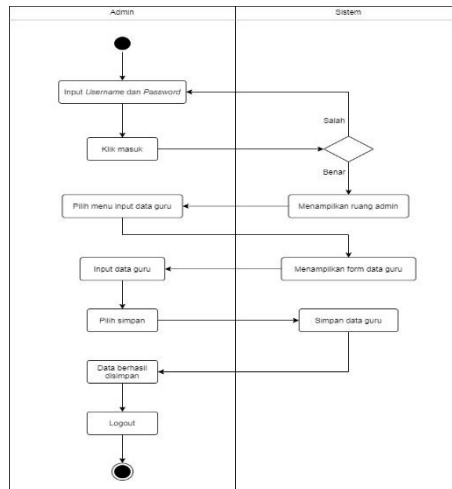 Admin
Sistem
Input Username dan Password
Salah
Klik masuk
Benar
Pilih menu input data guru
Menampilkan ruang admin
Input data guru
Menampilkan form data guru
Pilih simpan
Simpan data guru
Data berhasil
disimpan
Logout